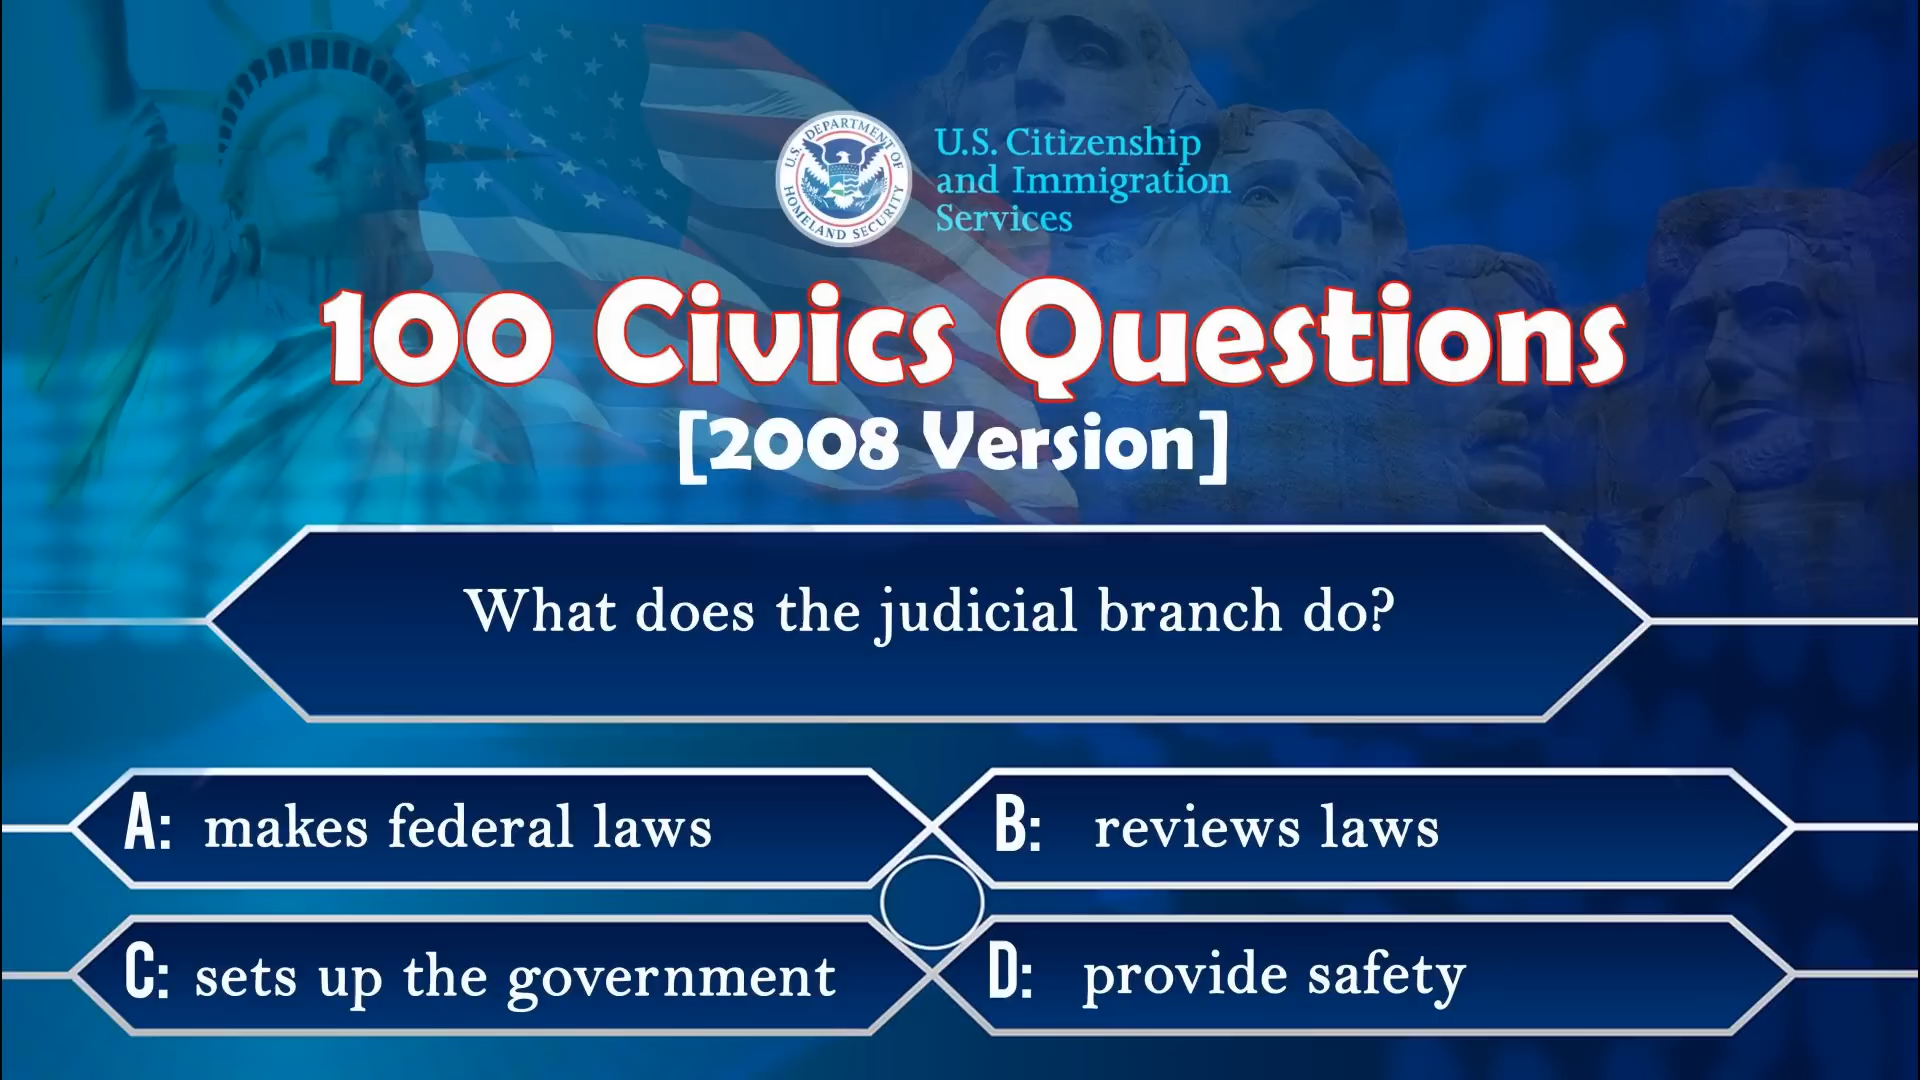 U.S. DEPARTMENT OF
HOMELAND SECURITY
U.S. Citizenship
and Immigration
Services
100 Civics Questions
[2008 Version]
What does the judicial branch do?
A: makes federal laws
B: reviews laws
C: sets up the government
D: provide safety